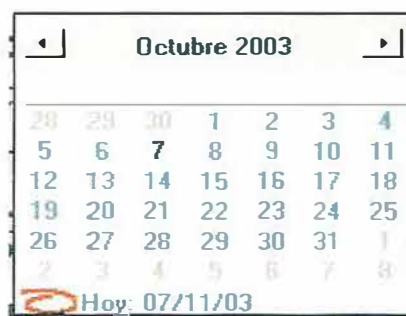 Octubre 2003
28 29 30 1 2 3 4
5 6 7 8 9 10 11
12 13 14 15 16 17 18
19 20 21 22 23 24 25
26 27 28 29 30 31 1
2 3 4 5 6 7 8
Hoy: 07/11/03